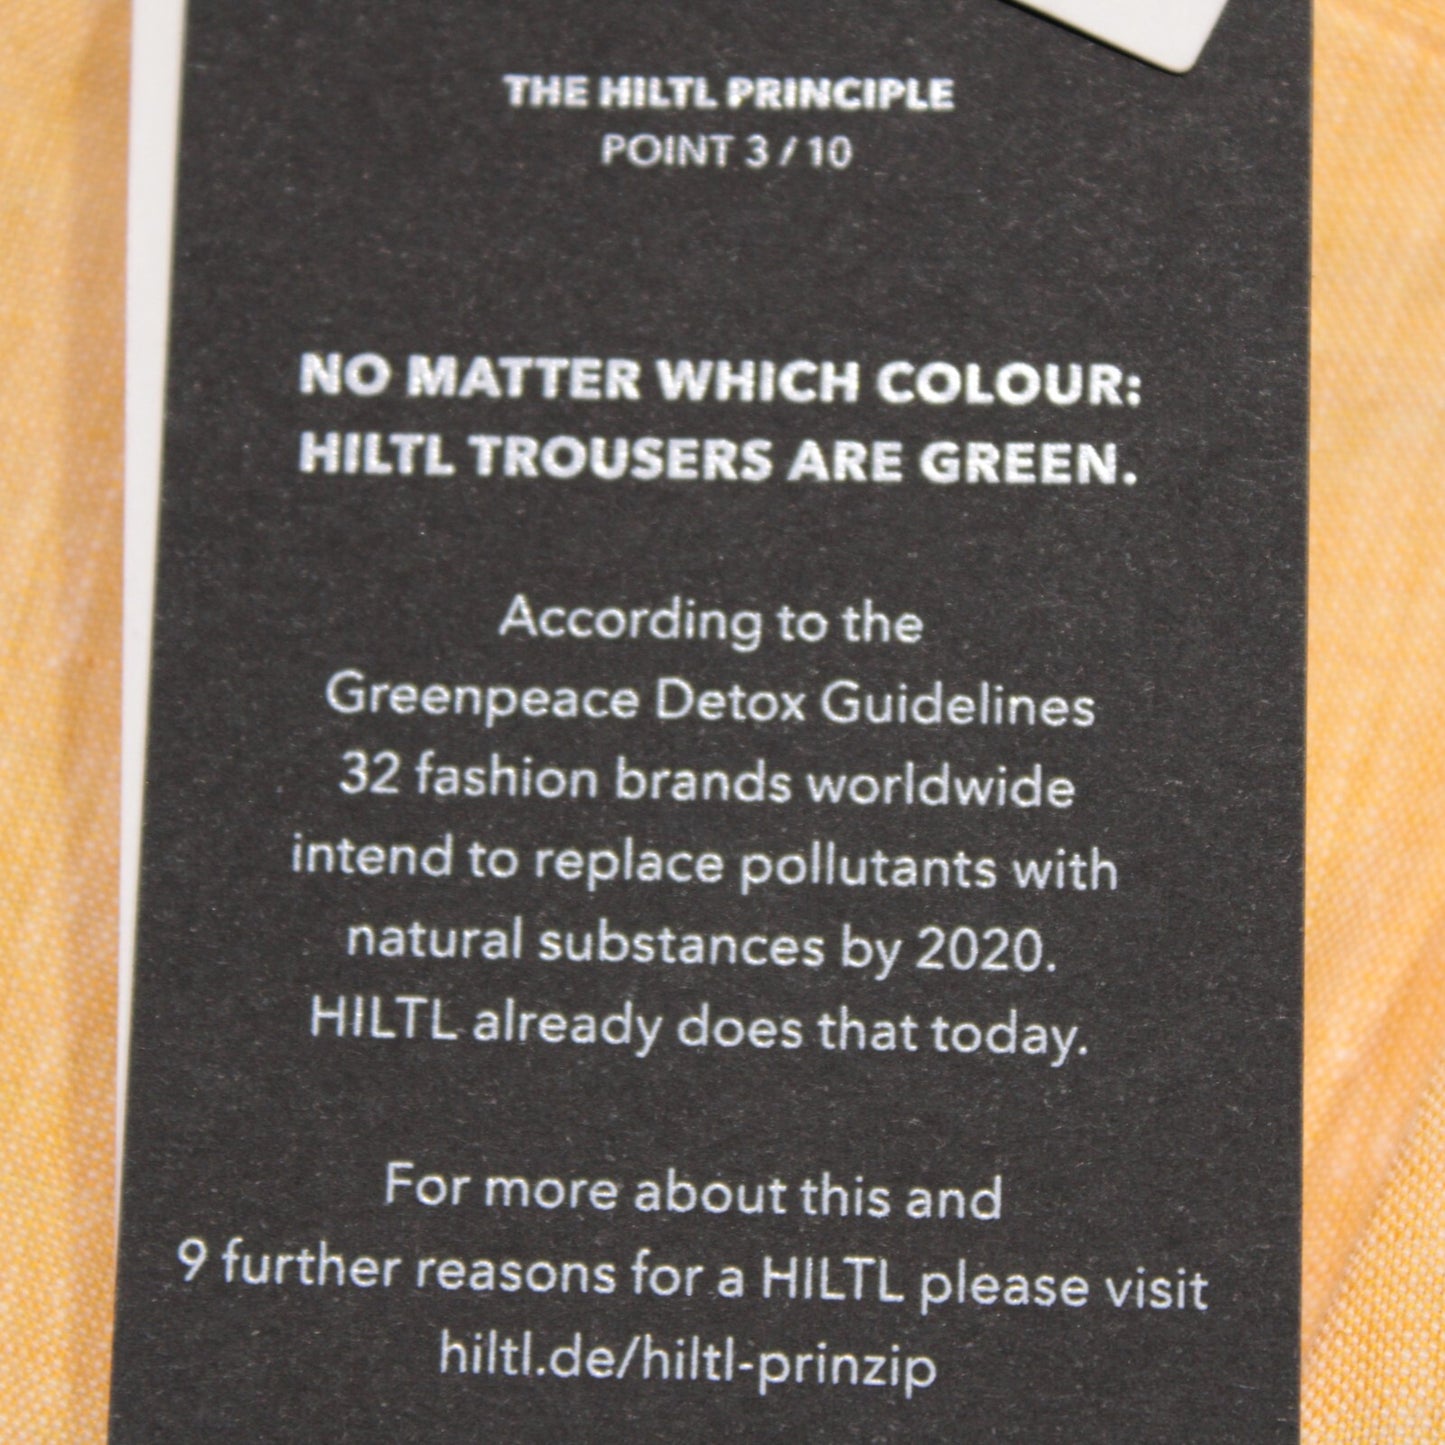 THE HILTL PRINCIPLE
POINT 3 / 10
NO MATTER WHICH COLOUR:
HILTL TROUSERS ARE GREEN.
According to the
Greenpeace Detox Guidelines
32 fashion brands worldwide
intend to replace pollutants with
natural substances by 2020.
HILTL already does that today.
For more about this and
9 further reasons for a HILTL please visit
hiltl.de/hiltl-prinzip